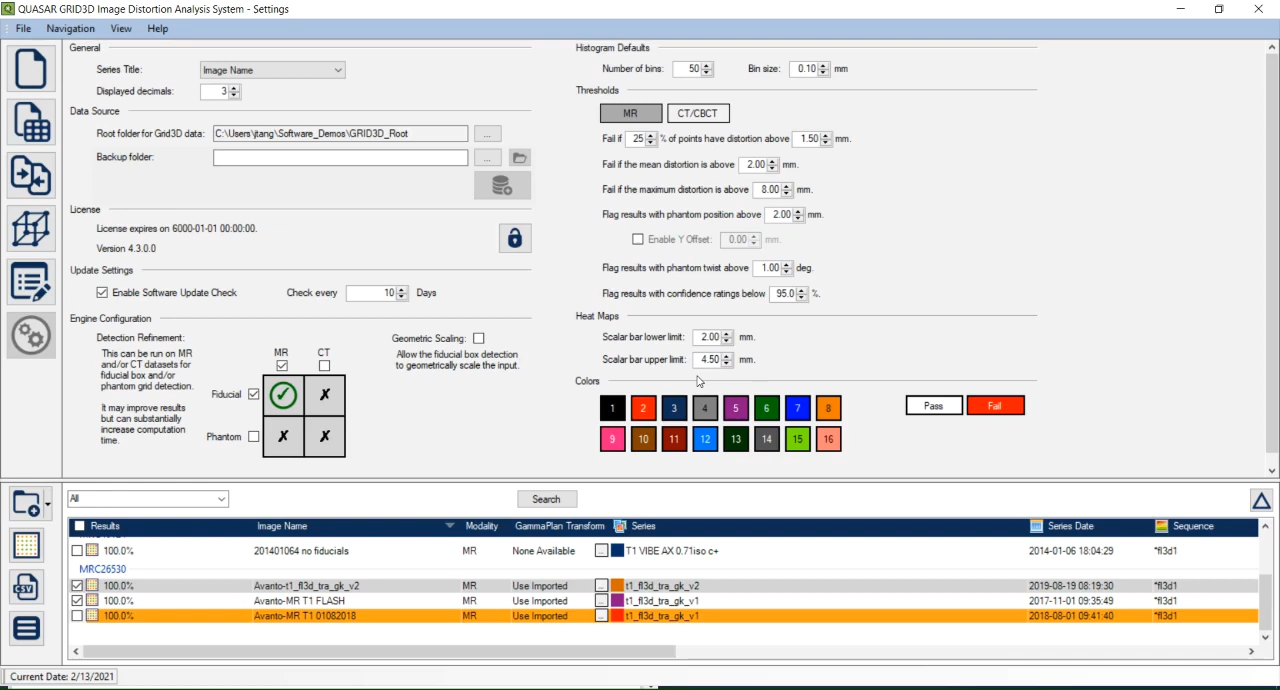 QUASAR GRID3D Image Distortion Analysis System - Settings
File Navigation View Help
General
Series Title: Image Name
Displayed decimals: 3
Data Source
Root folder for Grid3D data: C:\Users\jtang\Software_Demos\GRID3D_Root ...
Backup folder: ...
License
License expires on 6000-01-01 00:00:00.
Version 4.3.0.0
Update Settings
Enable Software Update Check Check every 10 Days
Engine Configuration
Detection Refinement:
This can be run on MR
and/or CT datasets for
fiducial box and/or
phantom grid detection.
It may improve results
but can substantially
increase computation
time.
MR CT
Fiducial ✓ X
Phantom X X
Geometric Scaling:
Allow the fiducial box detection
to geometrically scale the input.
Histogram Defaults
Number of bins: 50 Bin size: 0.10 mm
Thresholds
MR CT/CBCT
Fail if 25 % of points have distortion above 1.50 mm.
Fail if the mean distortion is above 2.00 mm.
Fail if the maximum distortion is above 8.00 mm.
Flag results with phantom position above 2.00 mm.
Enable Y Offset: 0.00 mm.
Flag results with phantom twist above 1.00 deg.
Flag results with confidence ratings below 95.0 %.
Heat Maps
Scalar bar lower limit: 2.00 mm.
Scalar bar upper limit: 4.50 mm.
Colors
1 2 3 4 5 6 7 8 Pass Fail
9 10 11 12 13 14 15 16
All Search
Results Image Name Modality GammaPlan Transform Series Series Date Sequence
100.0% 201401064 no fiducials MR None Available ... T1 VIBE AX 0.71iso c+ 2014-01-06 18:04:29 *fl3d1
MRC26530
100.0% Avanto-t1_fl3d_tra_gk_v2 MR Use Imported ... t1_fl3d_tra_gk_v2 2019-08-19 08:19:30 *fl3d1
100.0% Avanto-MR T1 FLASH MR Use Imported ... t1_fl3d_tra_gk_v1 2017-11-01 09:35:49 *fl3d1
100.0% Avanto-MR T1 01082018 MR Use Imported ... t1_fl3d_tra_gk_v1 2018-08-01 09:41:40 *fl3d1
CSV
Current Date: 2/13/2021